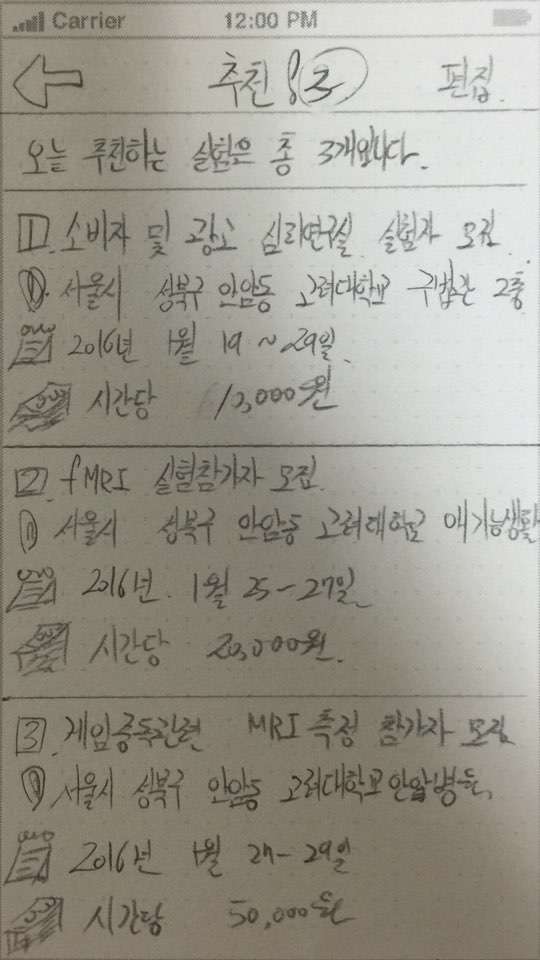 Carrier 12:00 PM
추천 3 편집
오늘 추천하는 실험은 총 3개입니다.
1 소비자 및 광고 심리연구실 실험자 모집.
서울시 성북구 안암동 고려대학교 구법관 2층
2016년 1월 19 ~ 29일.
시간당 13,000원
2 fMRI 실험참가자 모집.
서울시 성북구 안암동 고려대학교
2016년. 1월 25 - 27일
시간당 20,000원.
3 게임중독관련 MRI 측정 참가자 모집
서울시 성북구 안암동 고려대학교 안암병원.
2016년 1월 27 - 29일
시간당 50,000원